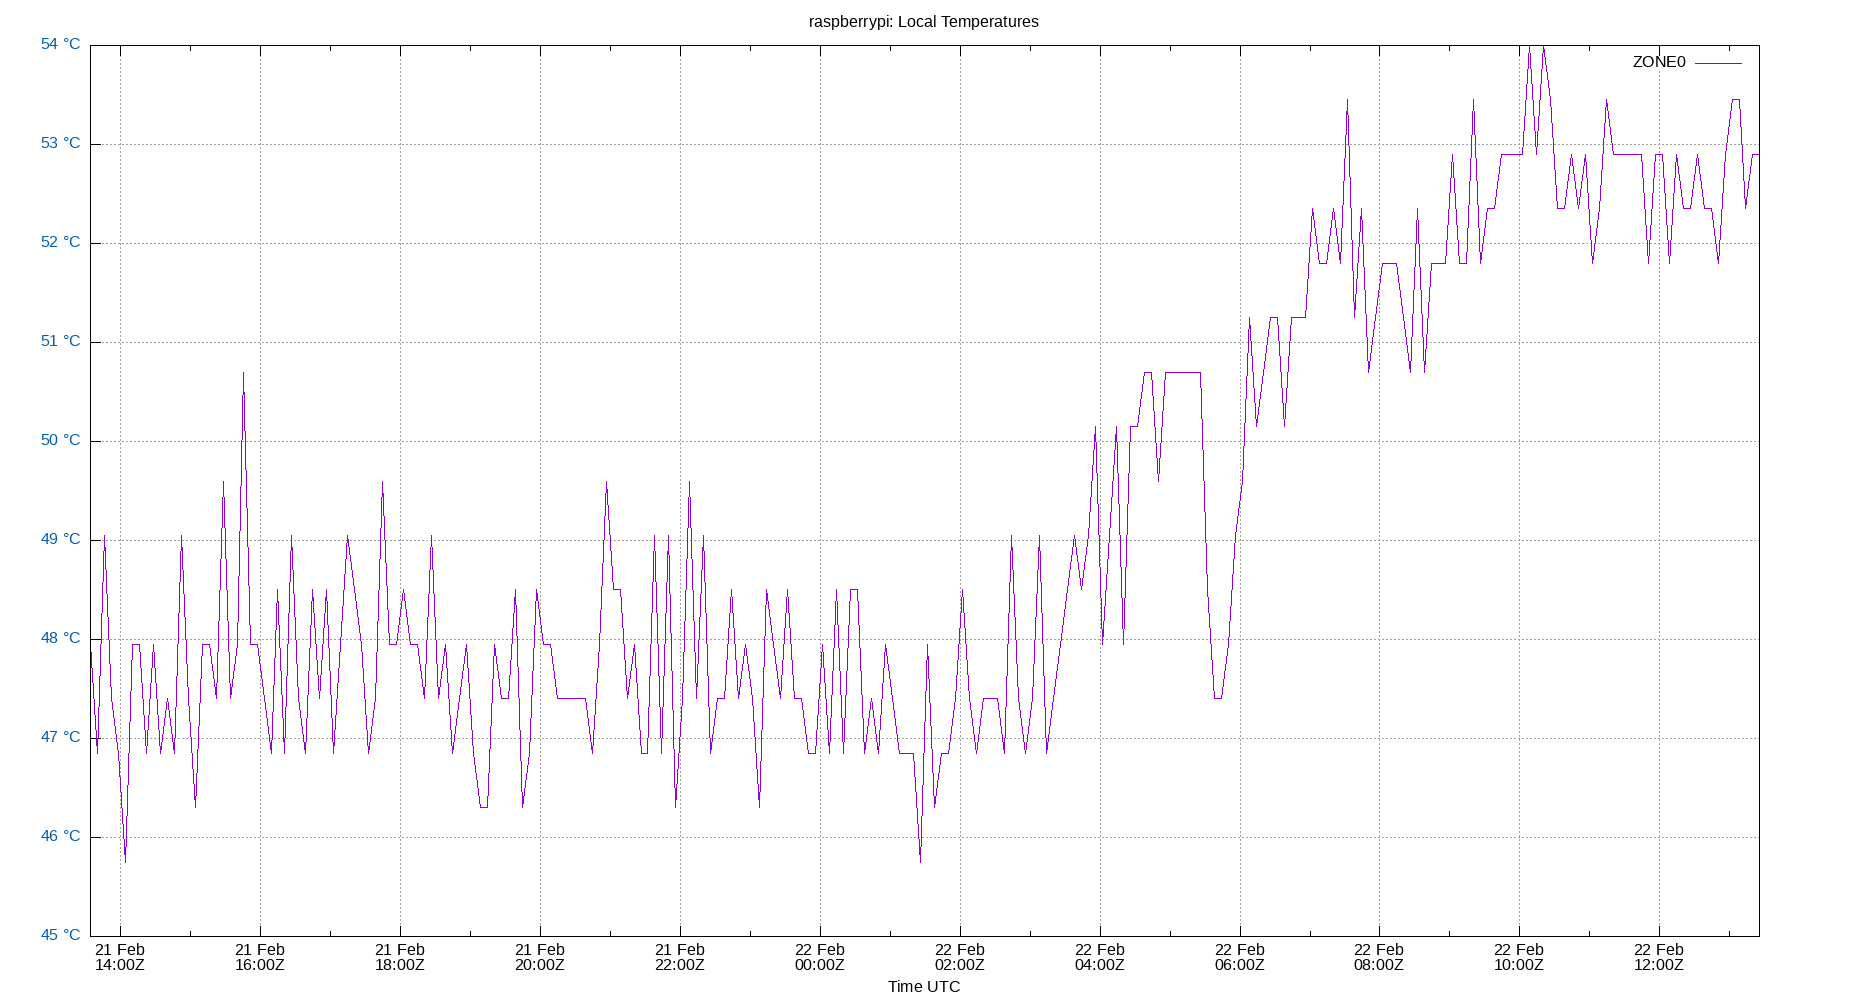 raspberrypi: Local Temperatures
ZONE0
54 °C
53 °C
52 °C
51 °C
50 °C
49 °C
48 °C
47 °C
46 °C
45 °C
21 Feb 21 Feb 21 Feb 21 Feb 21 Feb 22 Feb 22 Feb 22 Feb 22 Feb 22 Feb 22 Feb 22 Feb
14:00Z 16:00Z 18:00Z 20:00Z 22:00Z 00:00Z 02:00Z 04:00Z 06:00Z 08:00Z 10:00Z 12:00Z
Time UTC